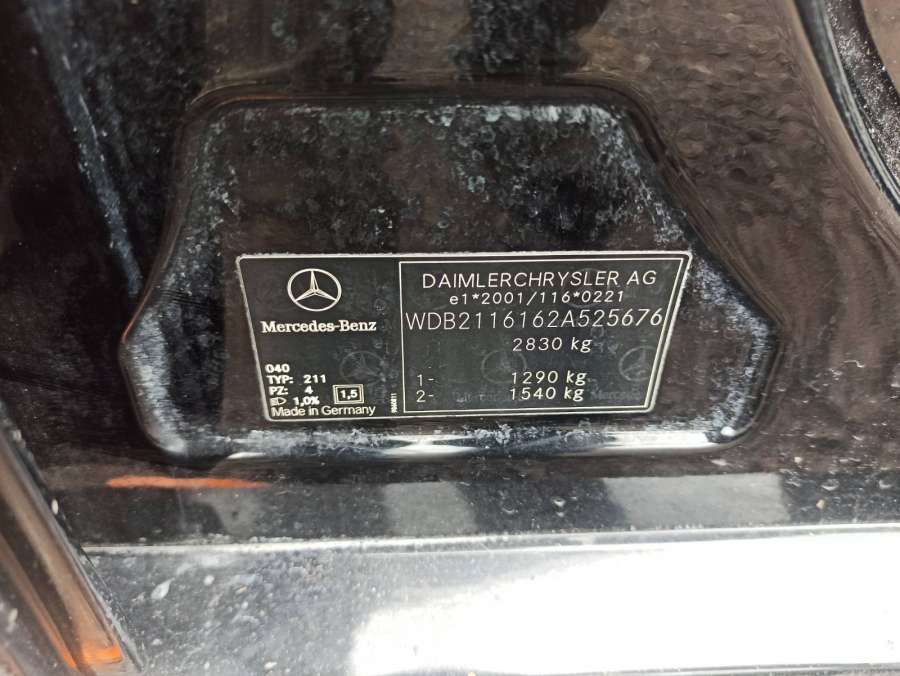 Mercedes-Benz
040
TYP: 211
PZ: 4
1,0%
1,5
Made in Germany
DAIMLERCHRYSLER AG
e1*2001/116*0221
WDB2116162A525676
2830 kg
1- 1290 kg
2- 1540 kg